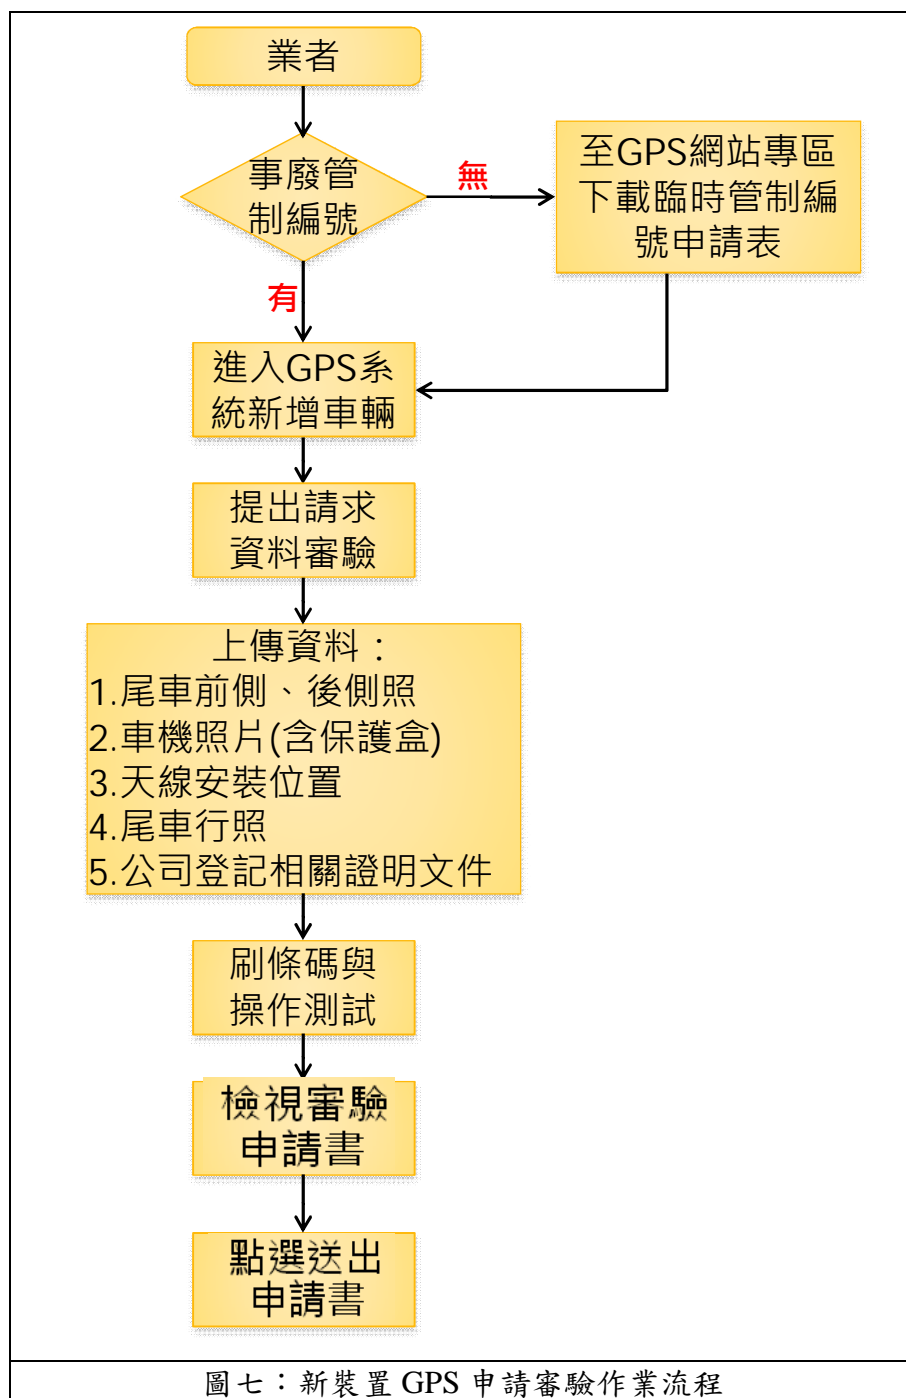 業者
事廢管
制編號
無
至GPS網站專區
下載臨時管制編
號申請表
有
進入GPS系
統新增車輛
提出請求
資料審驗
上傳資料：
1.尾車前側、後側照
2.車機照片(含保護盒)
3.天線安裝位置
4.尾車行照
5.公司登記相關證明文件
刷條碼與
操作測試
檢視審驗
申請書
點選送出
申請書
圖七：新裝置 GPS 申請審驗作業流程